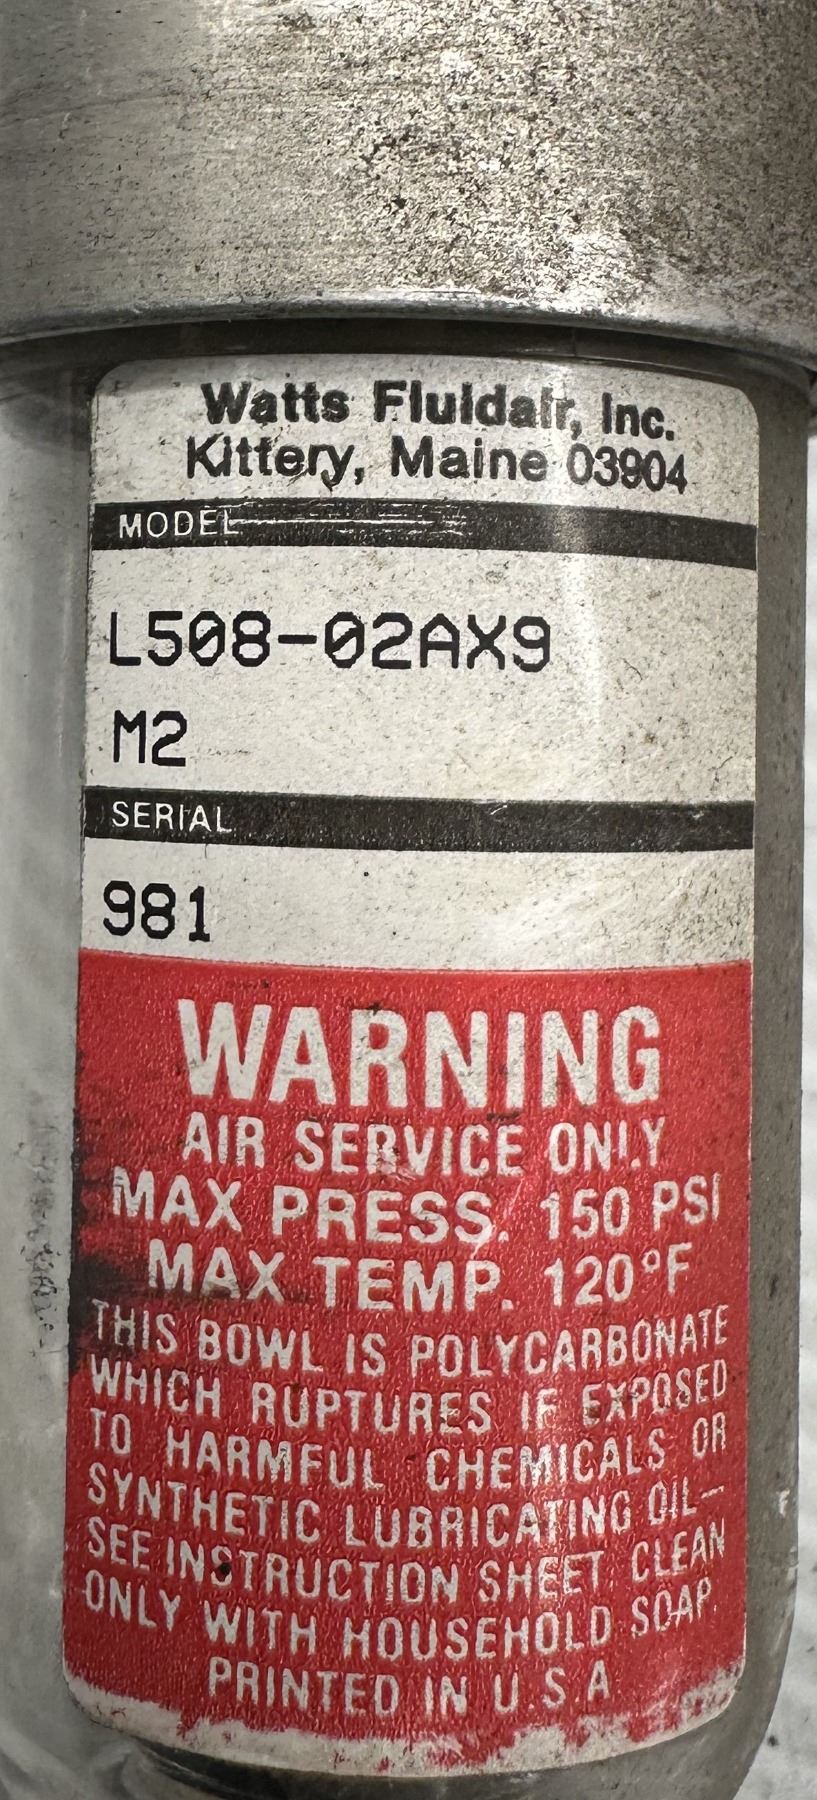 Watts Fluidair, Inc.
Kittery, Maine 03904
MODEL
L508-02AX9
M2
SERIAL
981
WARNING
AIR SERVICE ONLY
MAX PRESS. 150 PSI
MAX TEMP. 120°F
THIS BOWL IS POLYCARBONATE
WHICH RUPTURES IF EXPOSED
TO HARMFUL CHEMICALS OR
SYNTHETIC LUBRICATING OIL-
SEE INSTRUCTION SHEET CLEAN
ONLY WITH HOUSEHOLD SOAP.
PRINTED IN U.S.A